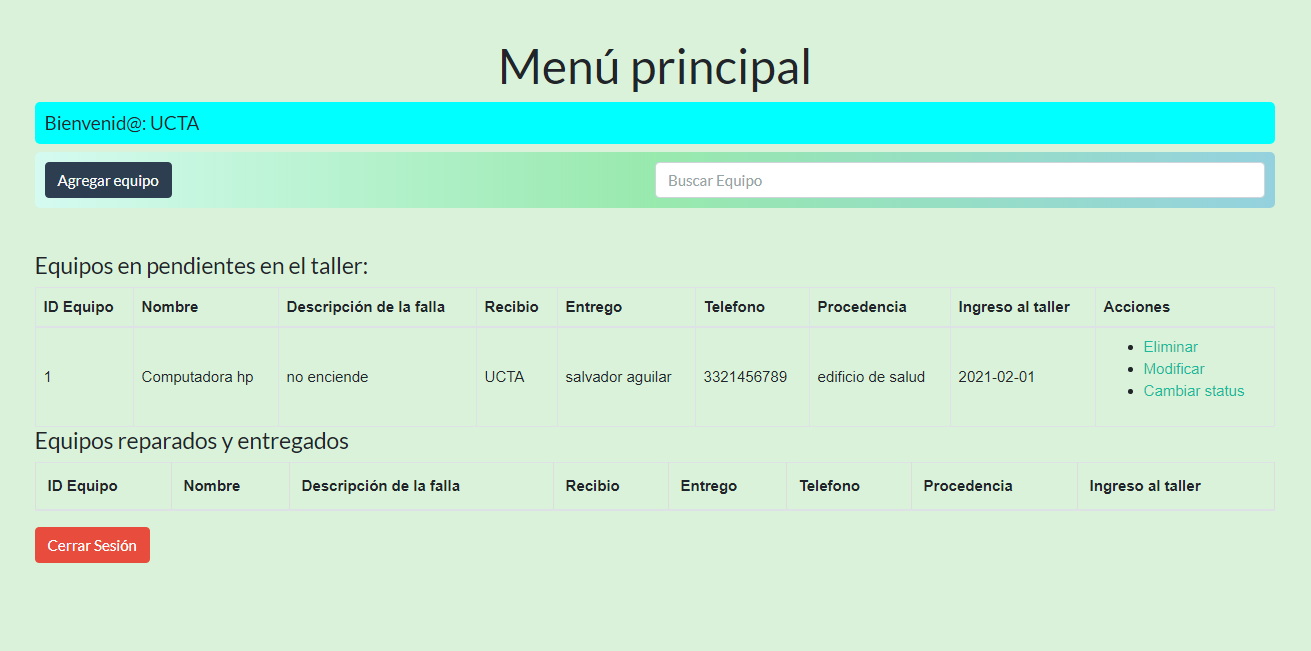 Menú principal
Bienvenid@: UCTA
Agregar equipo Buscar Equipo
Equipos en pendientes en el taller:
ID Equipo Nombre Descripción de la falla Recibio Entrego Telefono Procedencia Ingreso al taller Acciones
1 Computadora hp no enciende UCTA salvador aguilar 3321456789 edificio de salud 2021-02-01
Eliminar
Modificar
Cambiar status
Equipos reparados y entregados
ID Equipo Nombre Descripción de la falla Recibio Entrego Telefono Procedencia Ingreso al taller
Cerrar Sesión